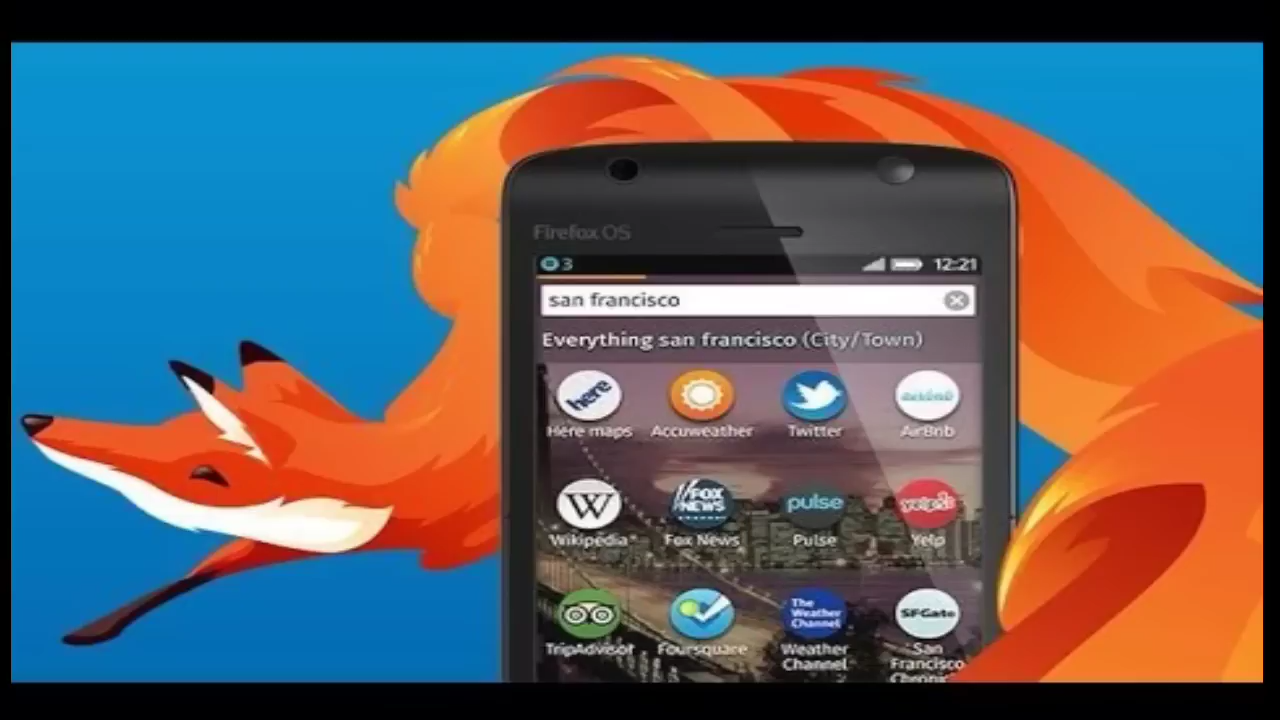 Firefox OS
3 12:21
san francisco
Everything san francisco (City/Town)
here
Here maps Accuweather Twitter AirBnb
W FOX NEWS pulse yelp
Wikipedia Fox News Pulse Yelp
The Weather Channel SFGate
TripAdvisor Foursquare Weather Channel San Francisco